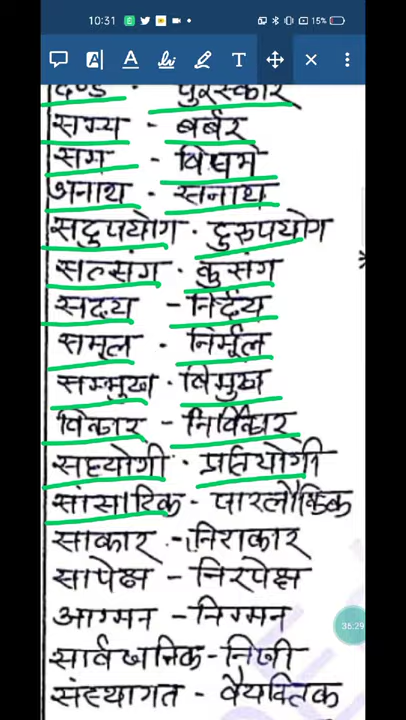 10:31
15%
T
दण्ड - पुरस्कार
सभ्य - बर्बर
सम - विषम
अनाथ - सनाथ
सदुपयोग - दुरुपयोग
सत्संग - कुसंग
सदय - निर्दय
समूल - निर्मूल
सम्मुख - विमुख
विकार - निर्विकार
सहयोगी - प्रतियोगी
सांसारिक - पारलौकिक
साकार - निराकार
सापेक्ष - निरपेक्ष
आगमन - निगमन
36:29
सार्वजनिक - निजी
संस्थागत - वैयक्तिक